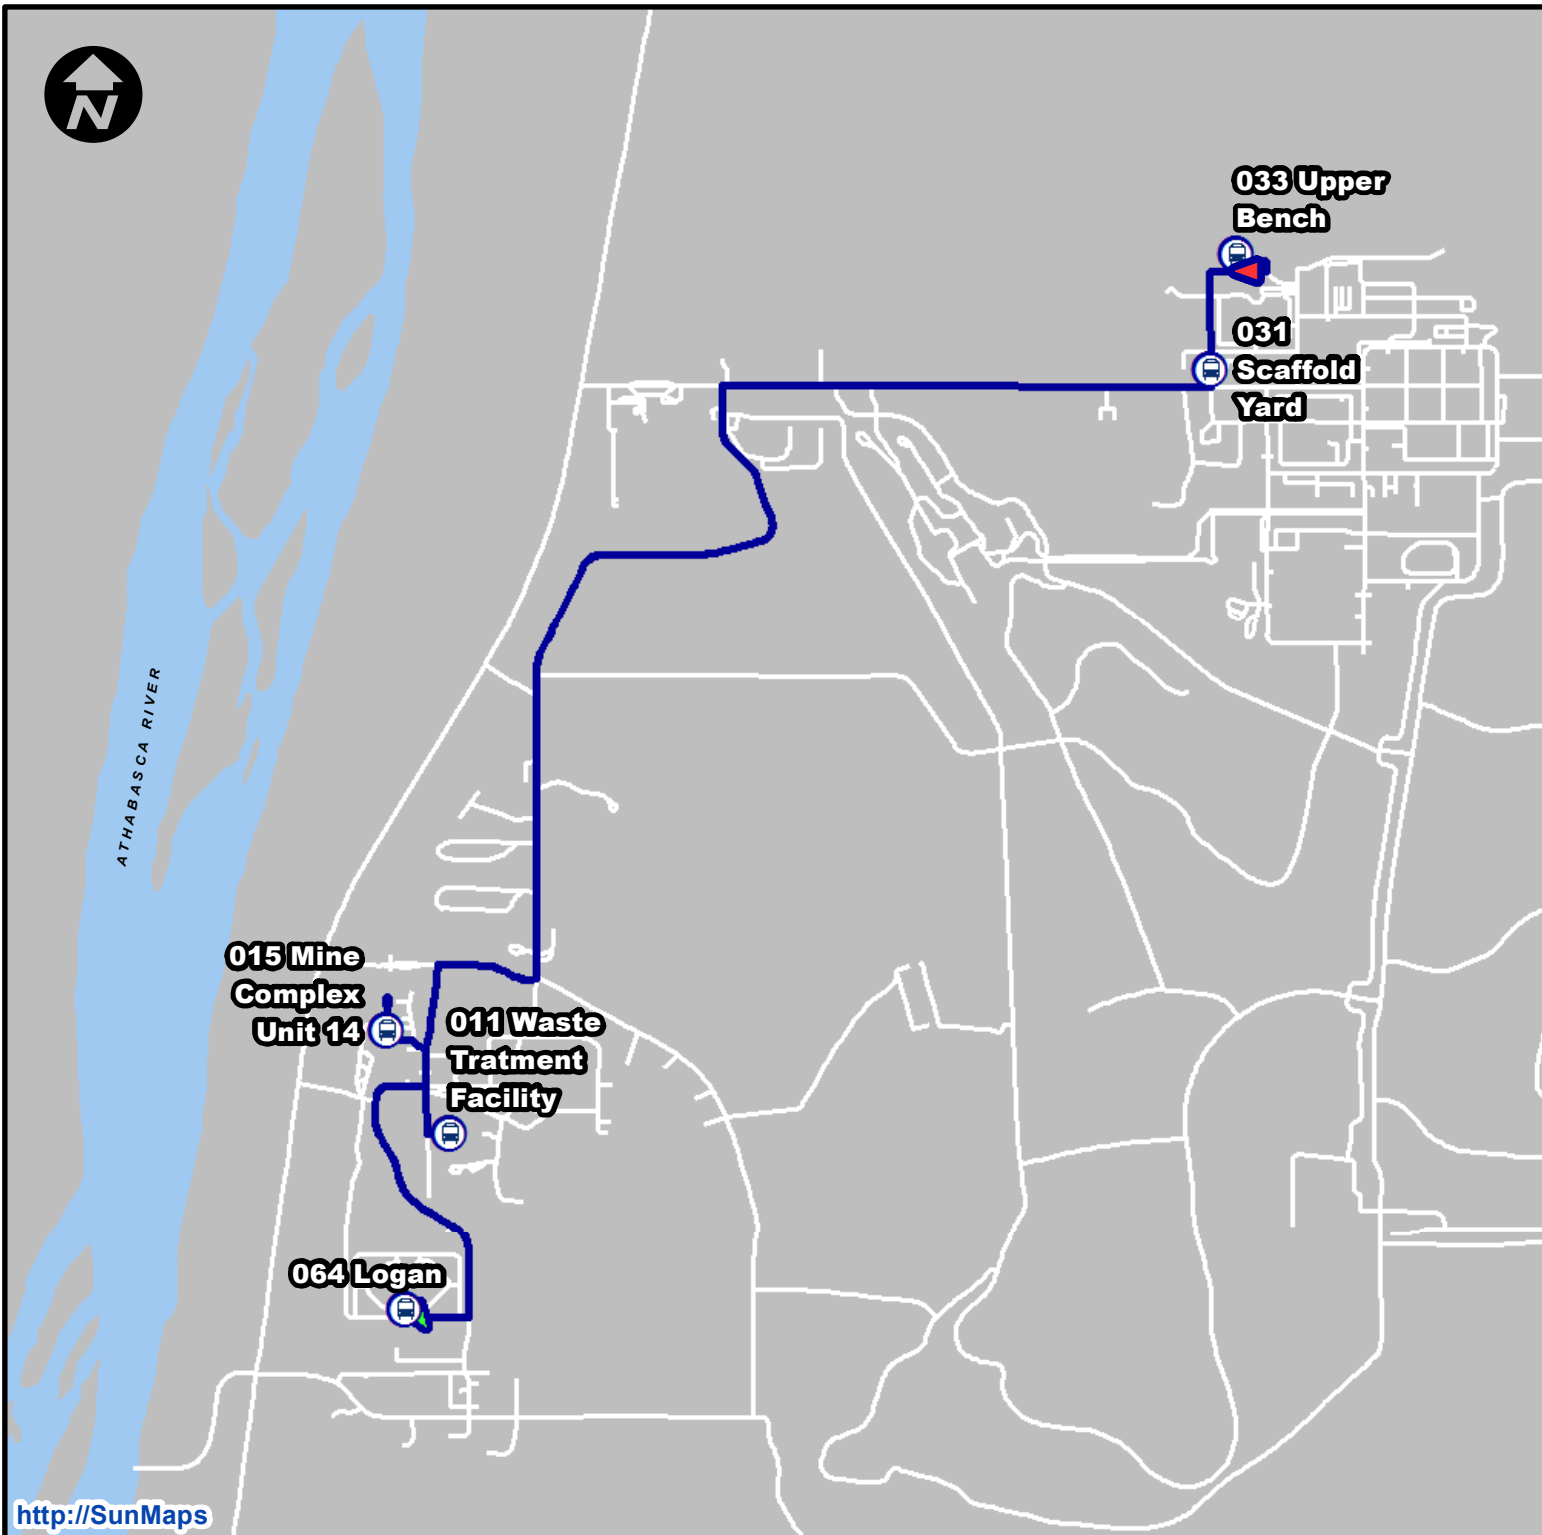 N
033 Upper
Bench
031
Scaffold
Yard
ATHABASCA RIVER
015 Mine
Complex
Unit 14
011 Waste
Tratment
Facility
064 Logan
http://SunMaps